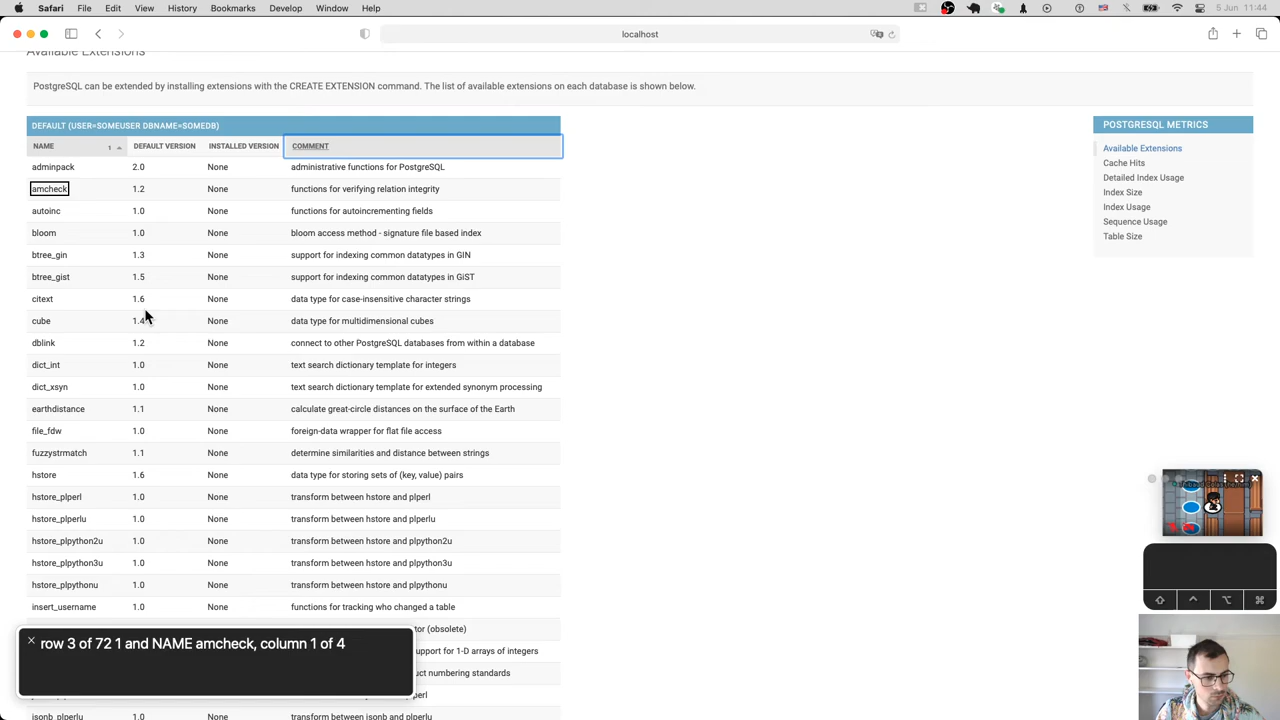 Safari File Edit View History Bookmarks Develop Window Help 5 Jun 11:44
localhost
Available Extensions
PostgreSQL can be extended by installing extensions with the CREATE EXTENSION command. The list of available extensions on each database is shown below.
DEFAULT (USER=SOMEUSER DBNAME=SOMEDB)
NAME 1 DEFAULT VERSION INSTALLED VERSION COMMENT
adminpack 2.0 None administrative functions for PostgreSQL
amcheck 1.2 None functions for verifying relation integrity
autoinc 1.0 None functions for autoincrementing fields
bloom 1.0 None bloom access method - signature file based index
btree_gin 1.3 None support for indexing common datatypes in GIN
btree_gist 1.5 None support for indexing common datatypes in GiST
citext 1.6 None data type for case-insensitive character strings
cube 1.4 None data type for multidimensional cubes
dblink 1.2 None connect to other PostgreSQL databases from within a database
dict_int 1.0 None text search dictionary template for integers
dict_xsyn 1.0 None text search dictionary template for extended synonym processing
earthdistance 1.1 None calculate great-circle distances on the surface of the Earth
file_fdw 1.0 None foreign-data wrapper for flat file access
fuzzystrmatch 1.1 None determine similarities and distance between strings
hstore 1.6 None data type for storing sets of (key, value) pairs
hstore_plperl 1.0 None transform between hstore and plperl
hstore_plperlu 1.0 None transform between hstore and plperlu
hstore_plpython2u 1.0 None transform between hstore and plpython2u
hstore_plpython3u 1.0 None transform between hstore and plpython3u
hstore_plpythonu 1.0 None transform between hstore and plpythonu
insert_username 1.0 None functions for tracking who changed a table
(obsolete)
support for 1-D arrays of integers
product numbering standards
jsonb_plperlu 1.0 None transform between jsonb and plperlu
POSTGRESQL METRICS
Available Extensions
Cache Hits
Detailed Index Usage
Index Size
Index Usage
Sequence Usage
Table Size
row 3 of 72 1 and NAME amcheck, column 1 of 4